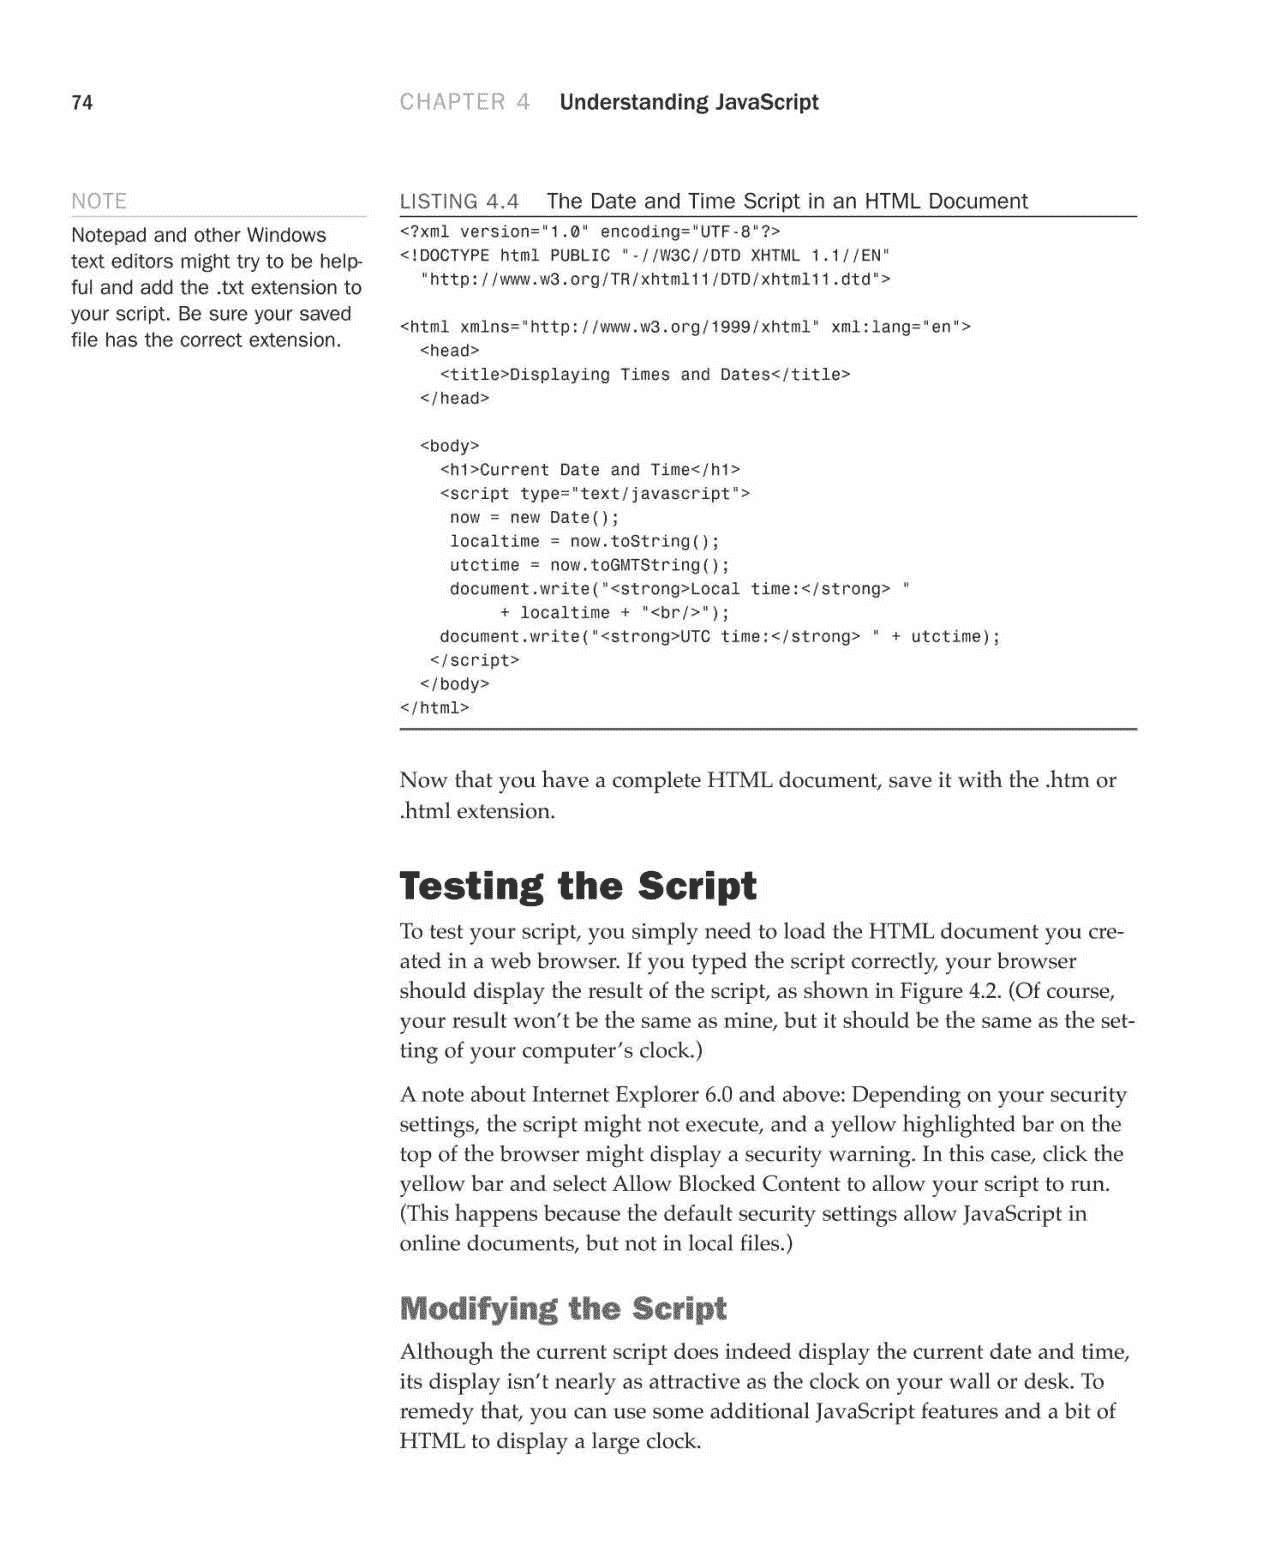 74
CHAPTER 4 Understanding JavaScript
NOTE
Notepad and other Windows
text editors might try to be help-
ful and add the .txt extension to
your script. Be sure your saved
file has the correct extension.
LISTING 4.4 The Date and Time Script in an HTML Document
<?xml version="1.0" encoding="UTF-8"?>
<!DOCTYPE html PUBLIC "-//W3C//DTD XHTML 1.1//EN"
  "http://www.w3.org/TR/xhtml11/DTD/xhtml11.dtd">
<html xmlns="http://www.w3.org/1999/xhtml" xml:lang="en">
  <head>
    <title>Displaying Times and Dates</title>
  </head>
  <body>
    <h1>Current Date and Time</h1>
    <script type="text/javascript">
     now = new Date();
     localtime = now.toString();
     utctime = now.toGMTString();
     document.write("<strong>Local time:</strong> "
          + localtime + "<br/>");
    document.write("<strong>UTC time:</strong> " + utctime);
   </script>
  </body>
</html>
Now that you have a complete HTML document, save it with the .htm or
.html extension.
Testing the Script
To test your script, you simply need to load the HTML document you cre-
ated in a web browser. If you typed the script correctly, your browser
should display the result of the script, as shown in Figure 4.2. (Of course,
your result won't be the same as mine, but it should be the same as the set-
ting of your computer's clock.)
A note about Internet Explorer 6.0 and above: Depending on your security
settings, the script might not execute, and a yellow highlighted bar on the
top of the browser might display a security warning. In this case, click the
yellow bar and select Allow Blocked Content to allow your script to run.
(This happens because the default security settings allow JavaScript in
online documents, but not in local files.)
Modifying the Script
Although the current script does indeed display the current date and time,
its display isn't nearly as attractive as the clock on your wall or desk. To
remedy that, you can use some additional JavaScript features and a bit of
HTML to display a large clock.